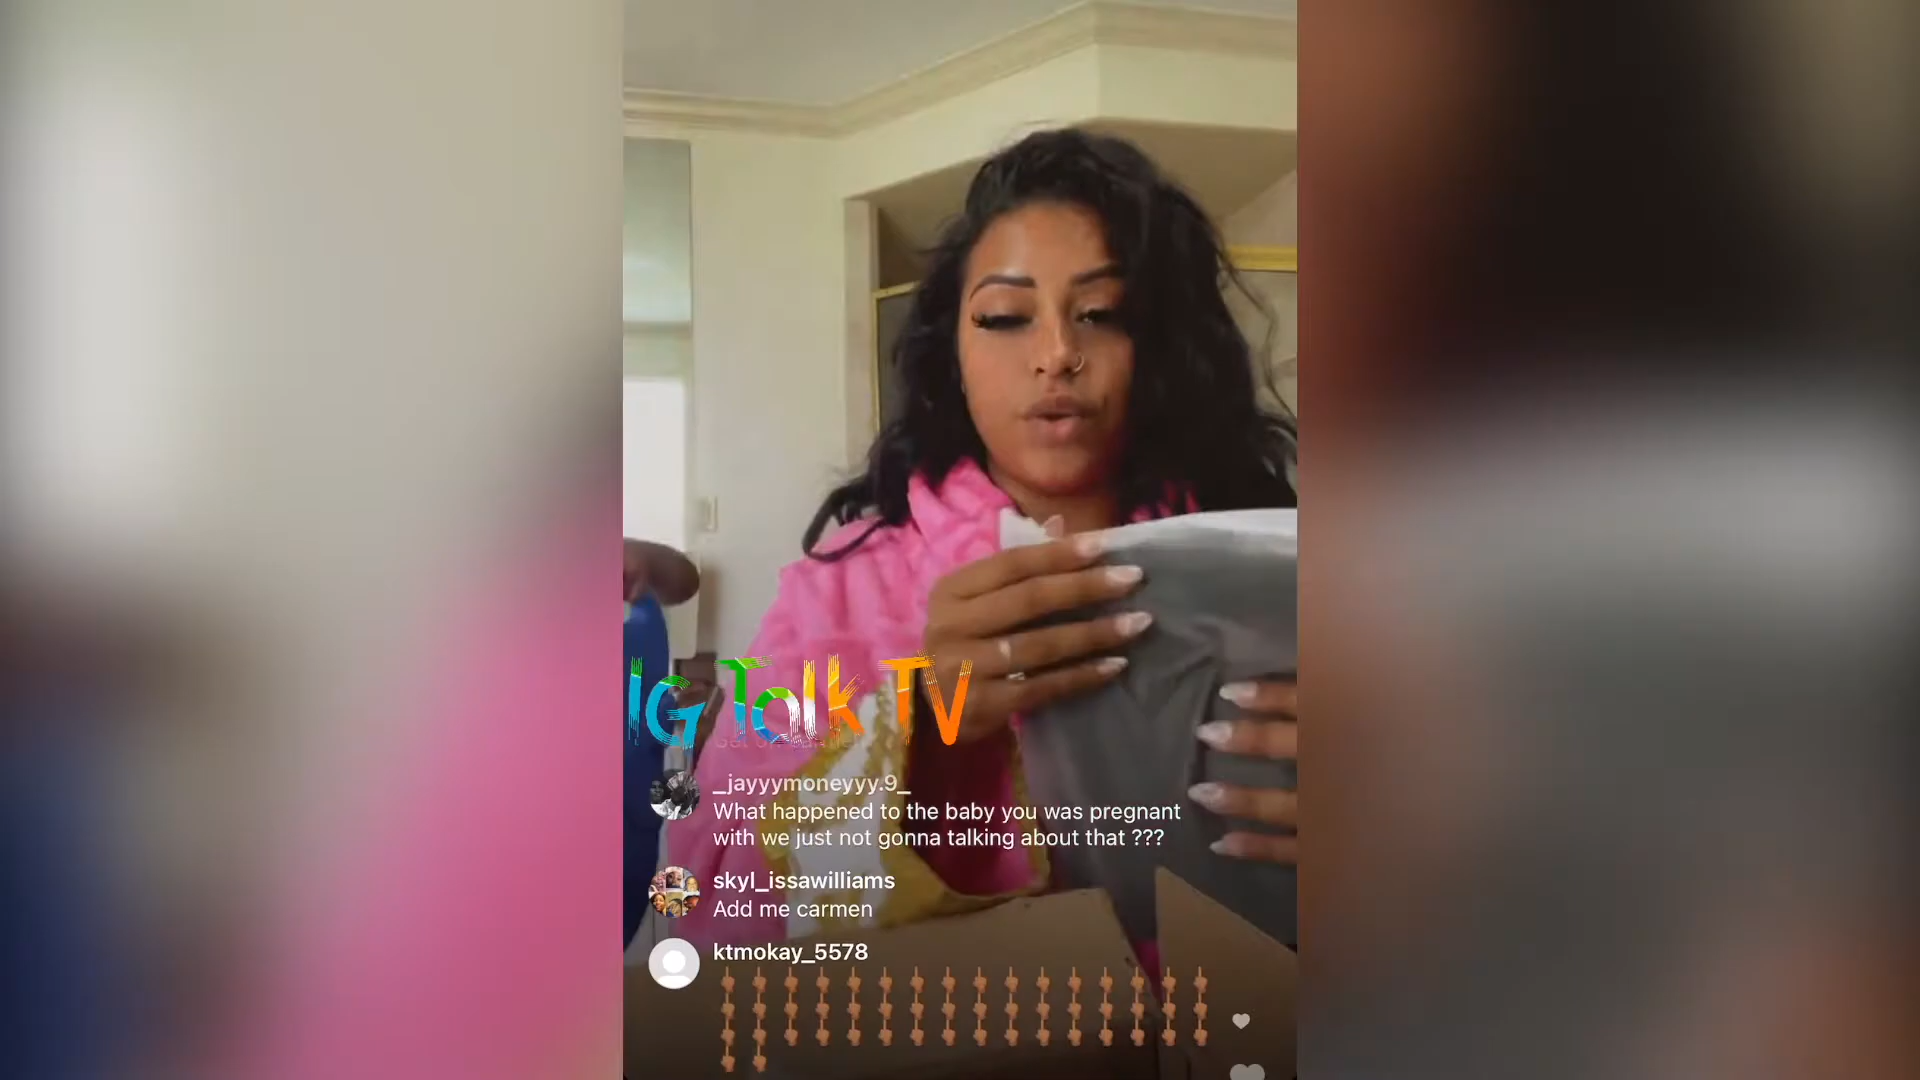 IG Talk TV
_jayyymoneyyy.9_
What happened to the baby you was pregnant
with we just not gonna talking about that ???
skyl_issawilliams
Add me carmen
ktmokay_5578